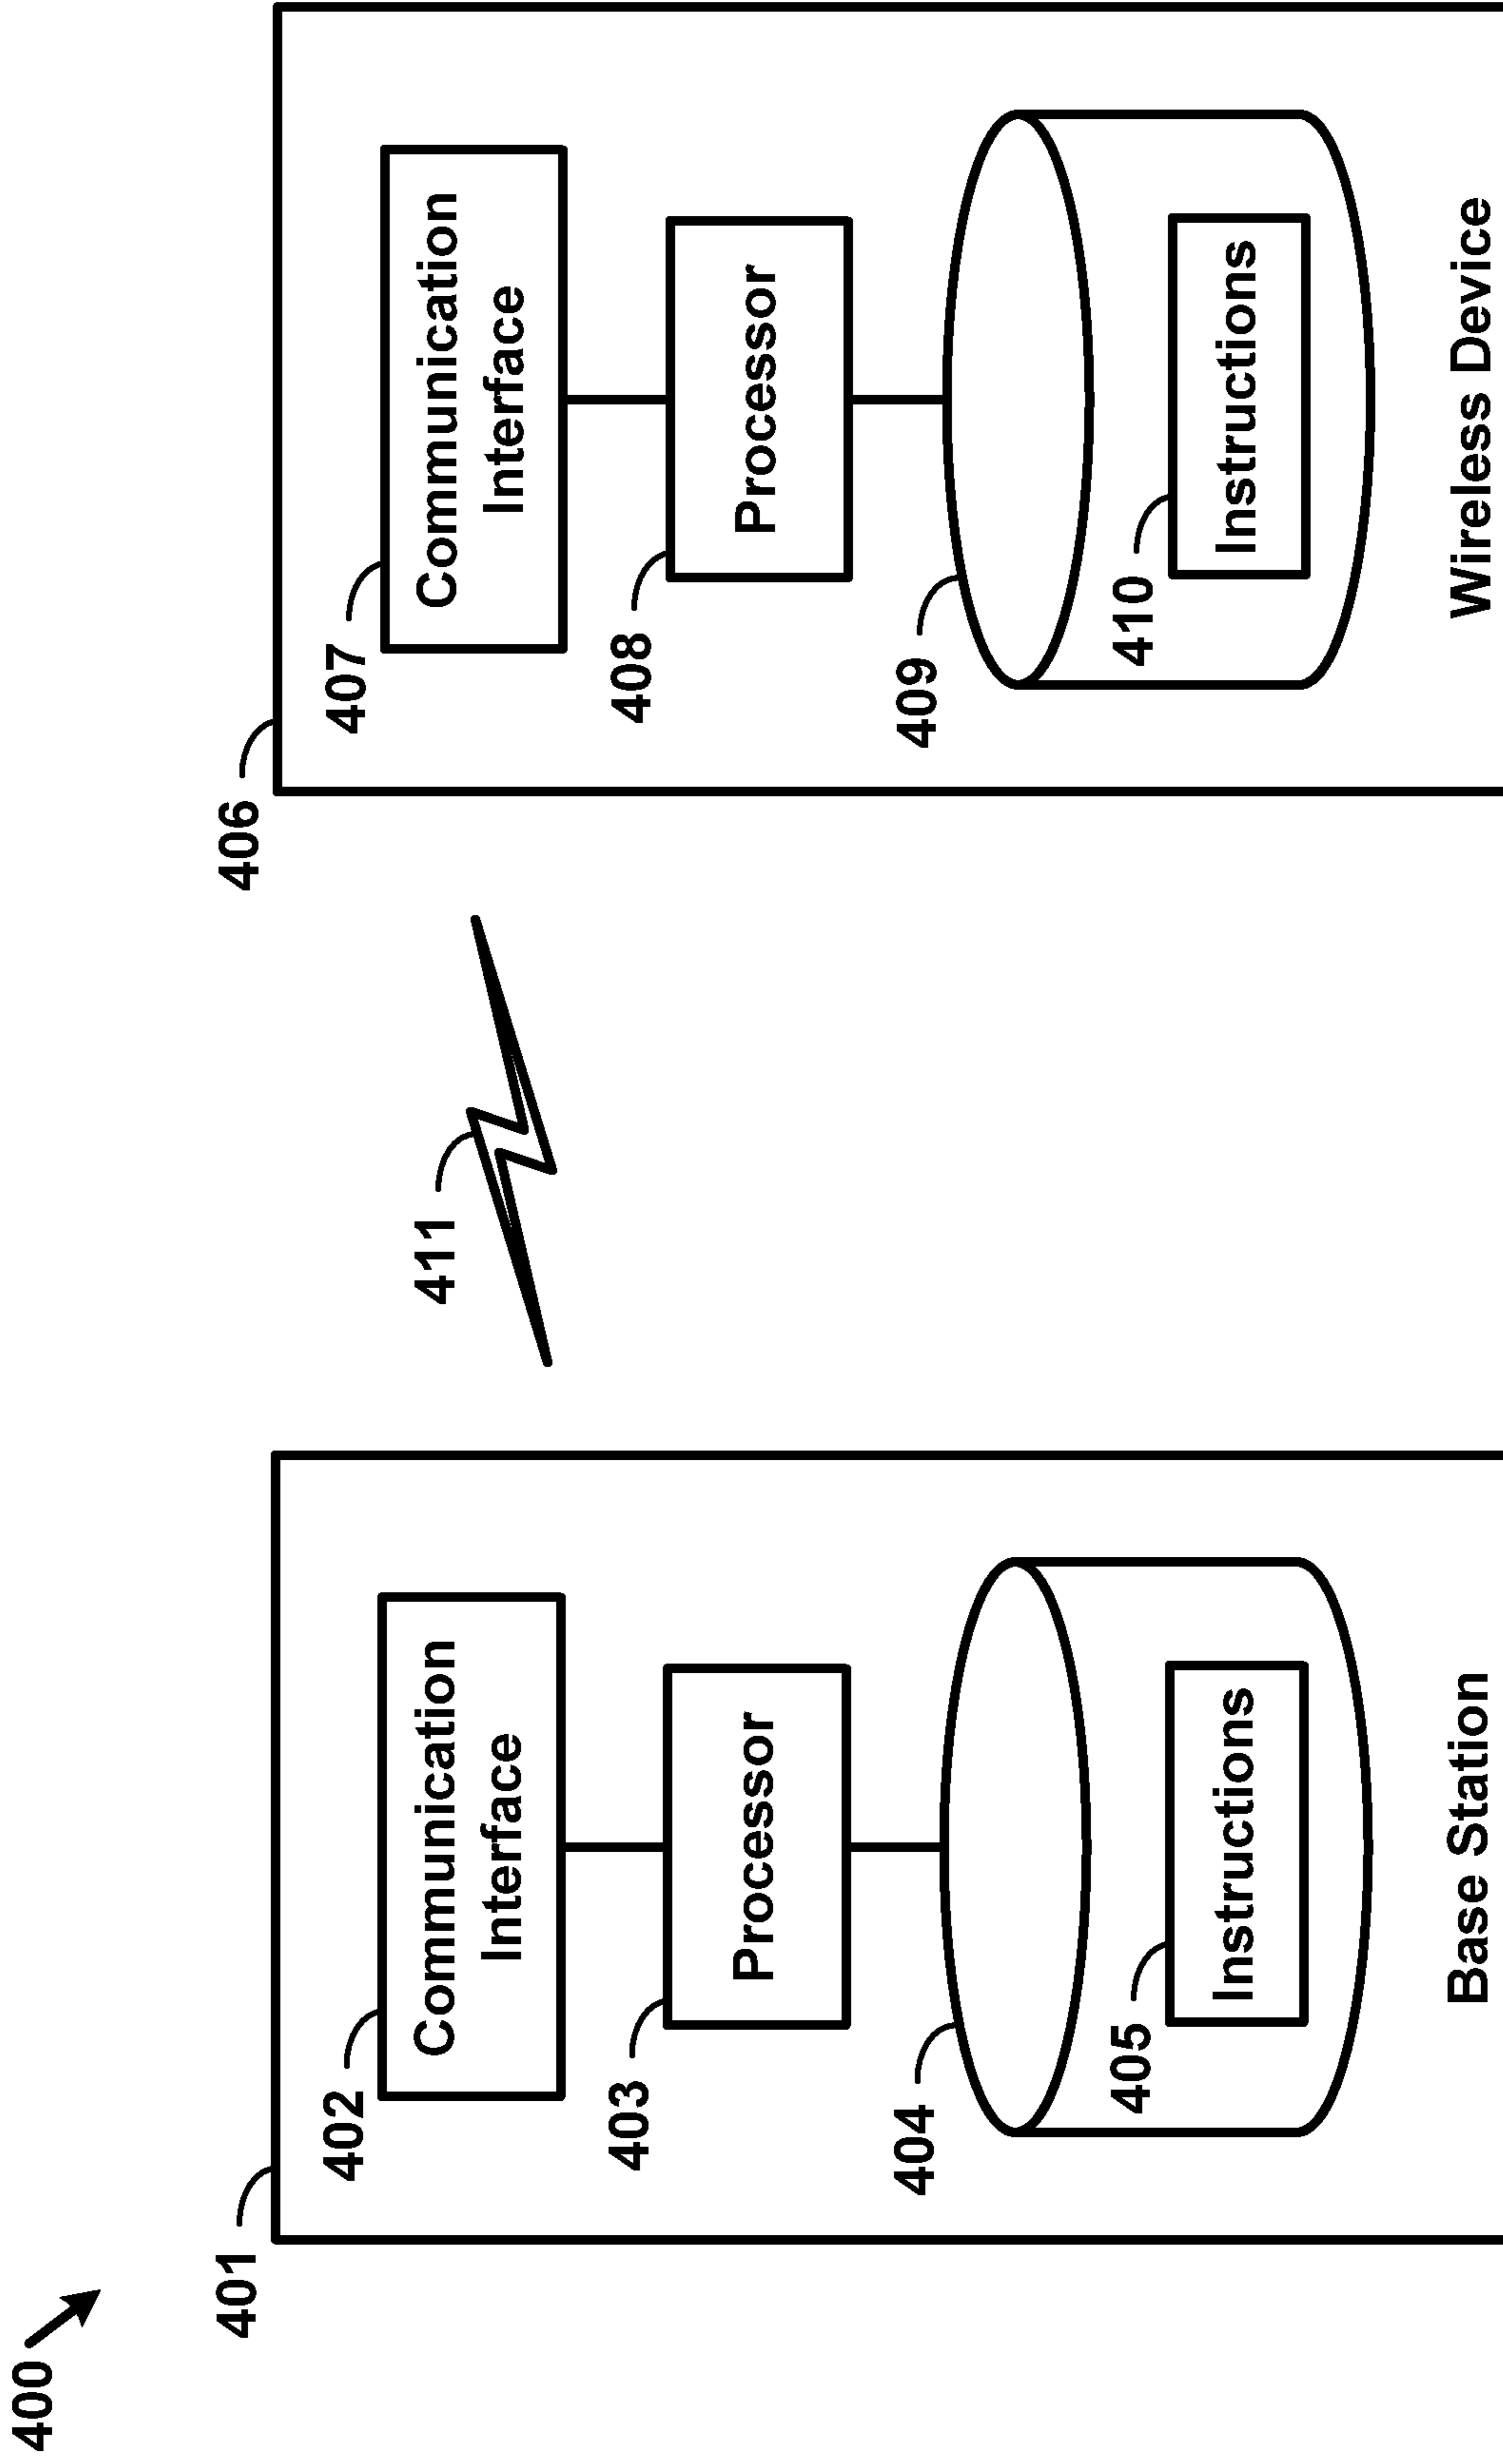 400
401
402
Communication
Interface
403
Processor
404
405
Instructions
Base Station
411
406
407
Communication
Interface
408
Processor
409
410
Instructions
Wireless Device